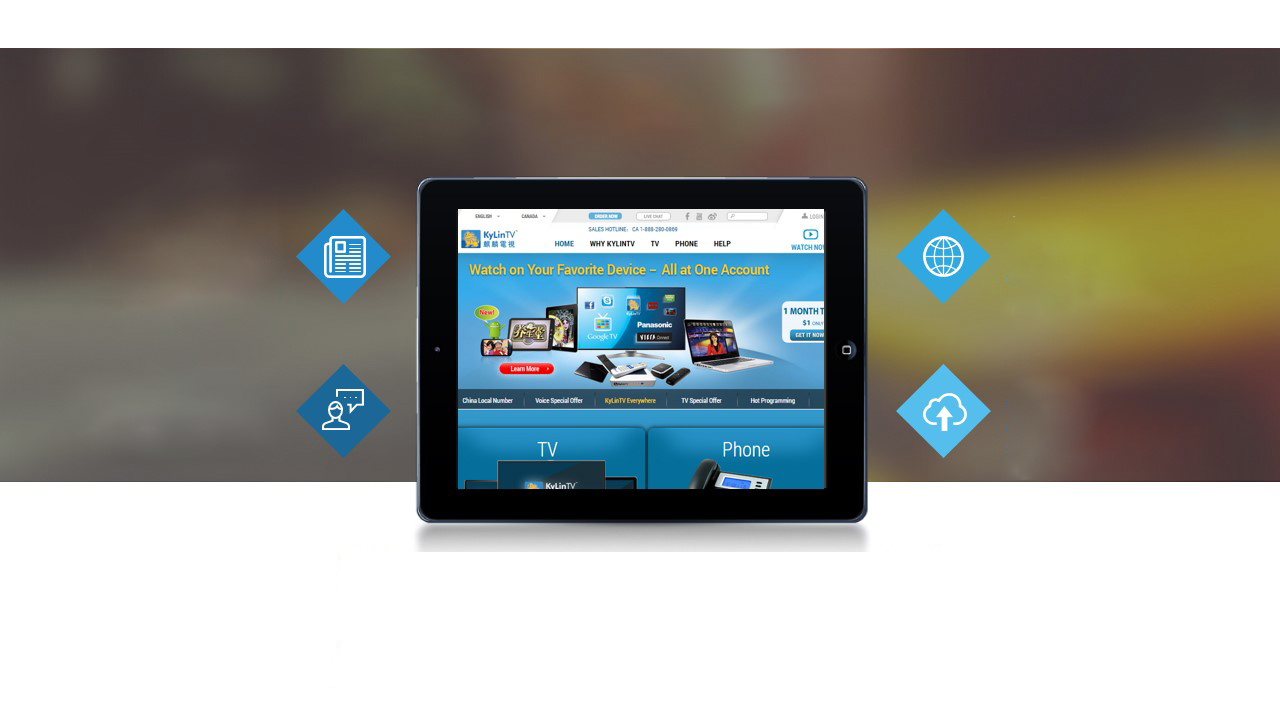 ENGLISH
CANADA
ORDER NOW
LIVE CHAT
LOGIN
SALES HOTLINE: CA 1-888-280-0869
KyLinTV
麒麟電視
HOME WHY KYLINTV TV PHONE HELP
WATCH NOW
Watch on Your Favorite Device – All at One Account
New!
Google TV
Panasonic
VIERA Connect
1 MONTH T
$1 ONLY
GET IT NOW
Learn More
China Local Number
Voice Special Offer
KyLinTV Everywhere
TV Special Offer
Hot Programming
TV
Phone
KyLinTV